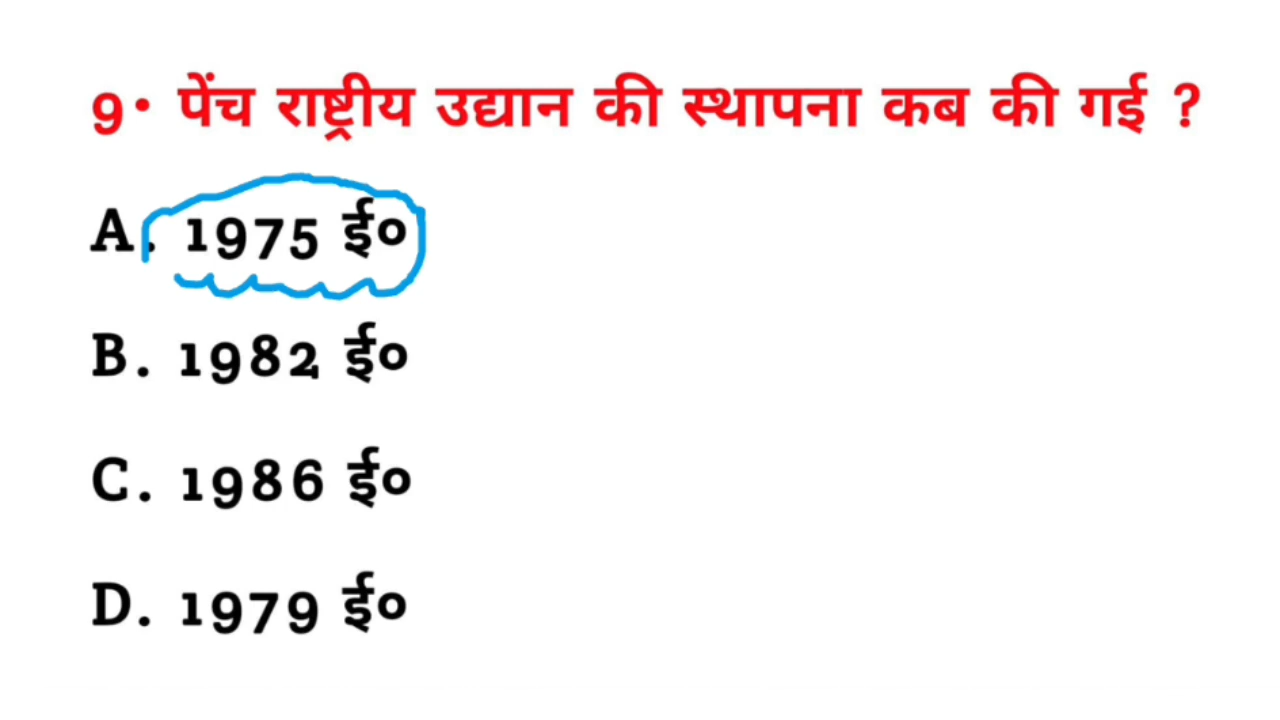 9· पेंच राष्ट्रीय उद्यान की स्थापना कब की गई ?
A. 1975 ई०
B. 1982 ई०
C. 1986 ई०
D. 1979 ई०